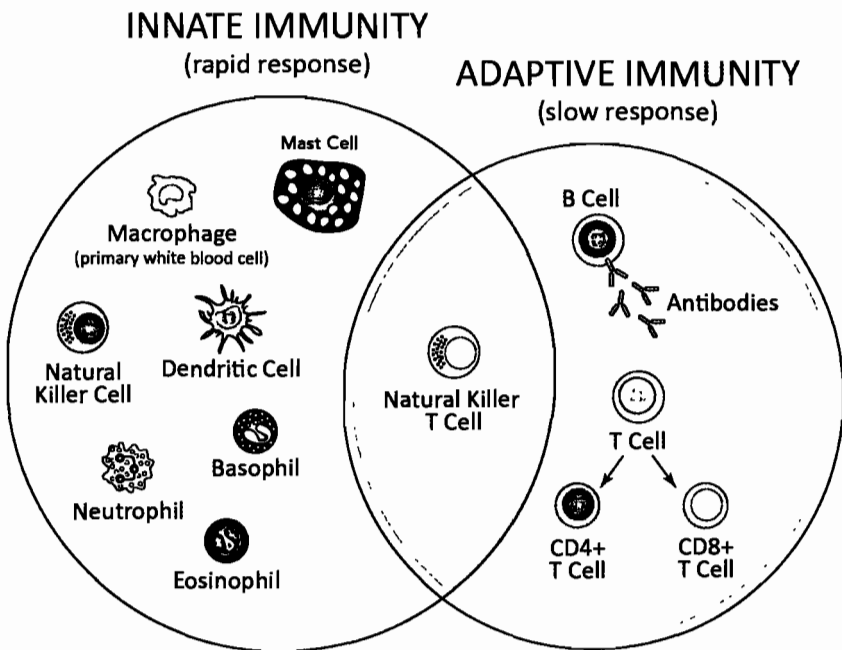 INNATE IMMUNITY
(rapid response)
ADAPTIVE IMMUNITY
(slow response)
Mast Cell
Macrophage
(primary white blood cell)
Natural
Killer Cell
Dendritic Cell
Basophil
Neutrophil
Eosinophil
Natural Killer
T Cell
B Cell
Antibodies
T Cell
CD4+
T Cell
CD8+
T Cell